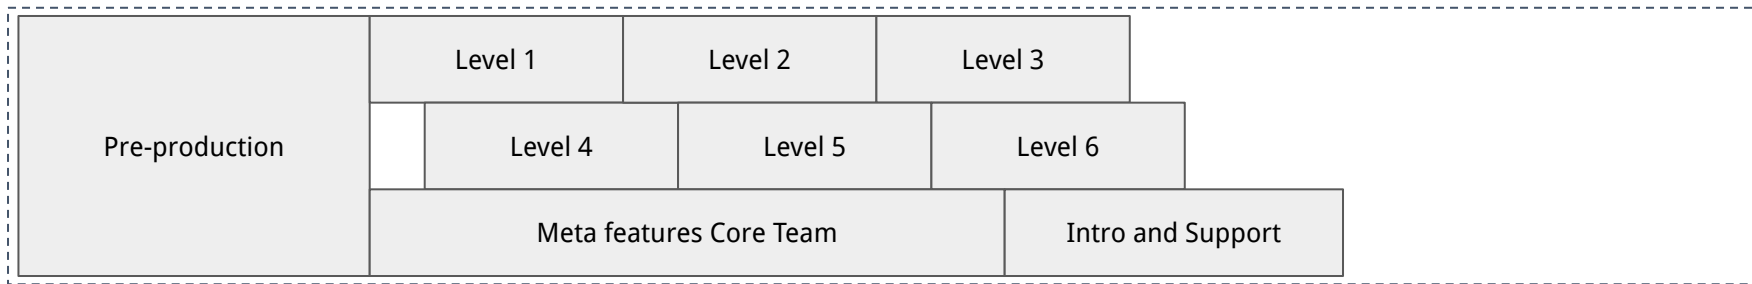 Level 1
Level 2
Level 3
Pre-production
Level 4
Level 5
Level 6
Meta features Core Team
Intro and Support